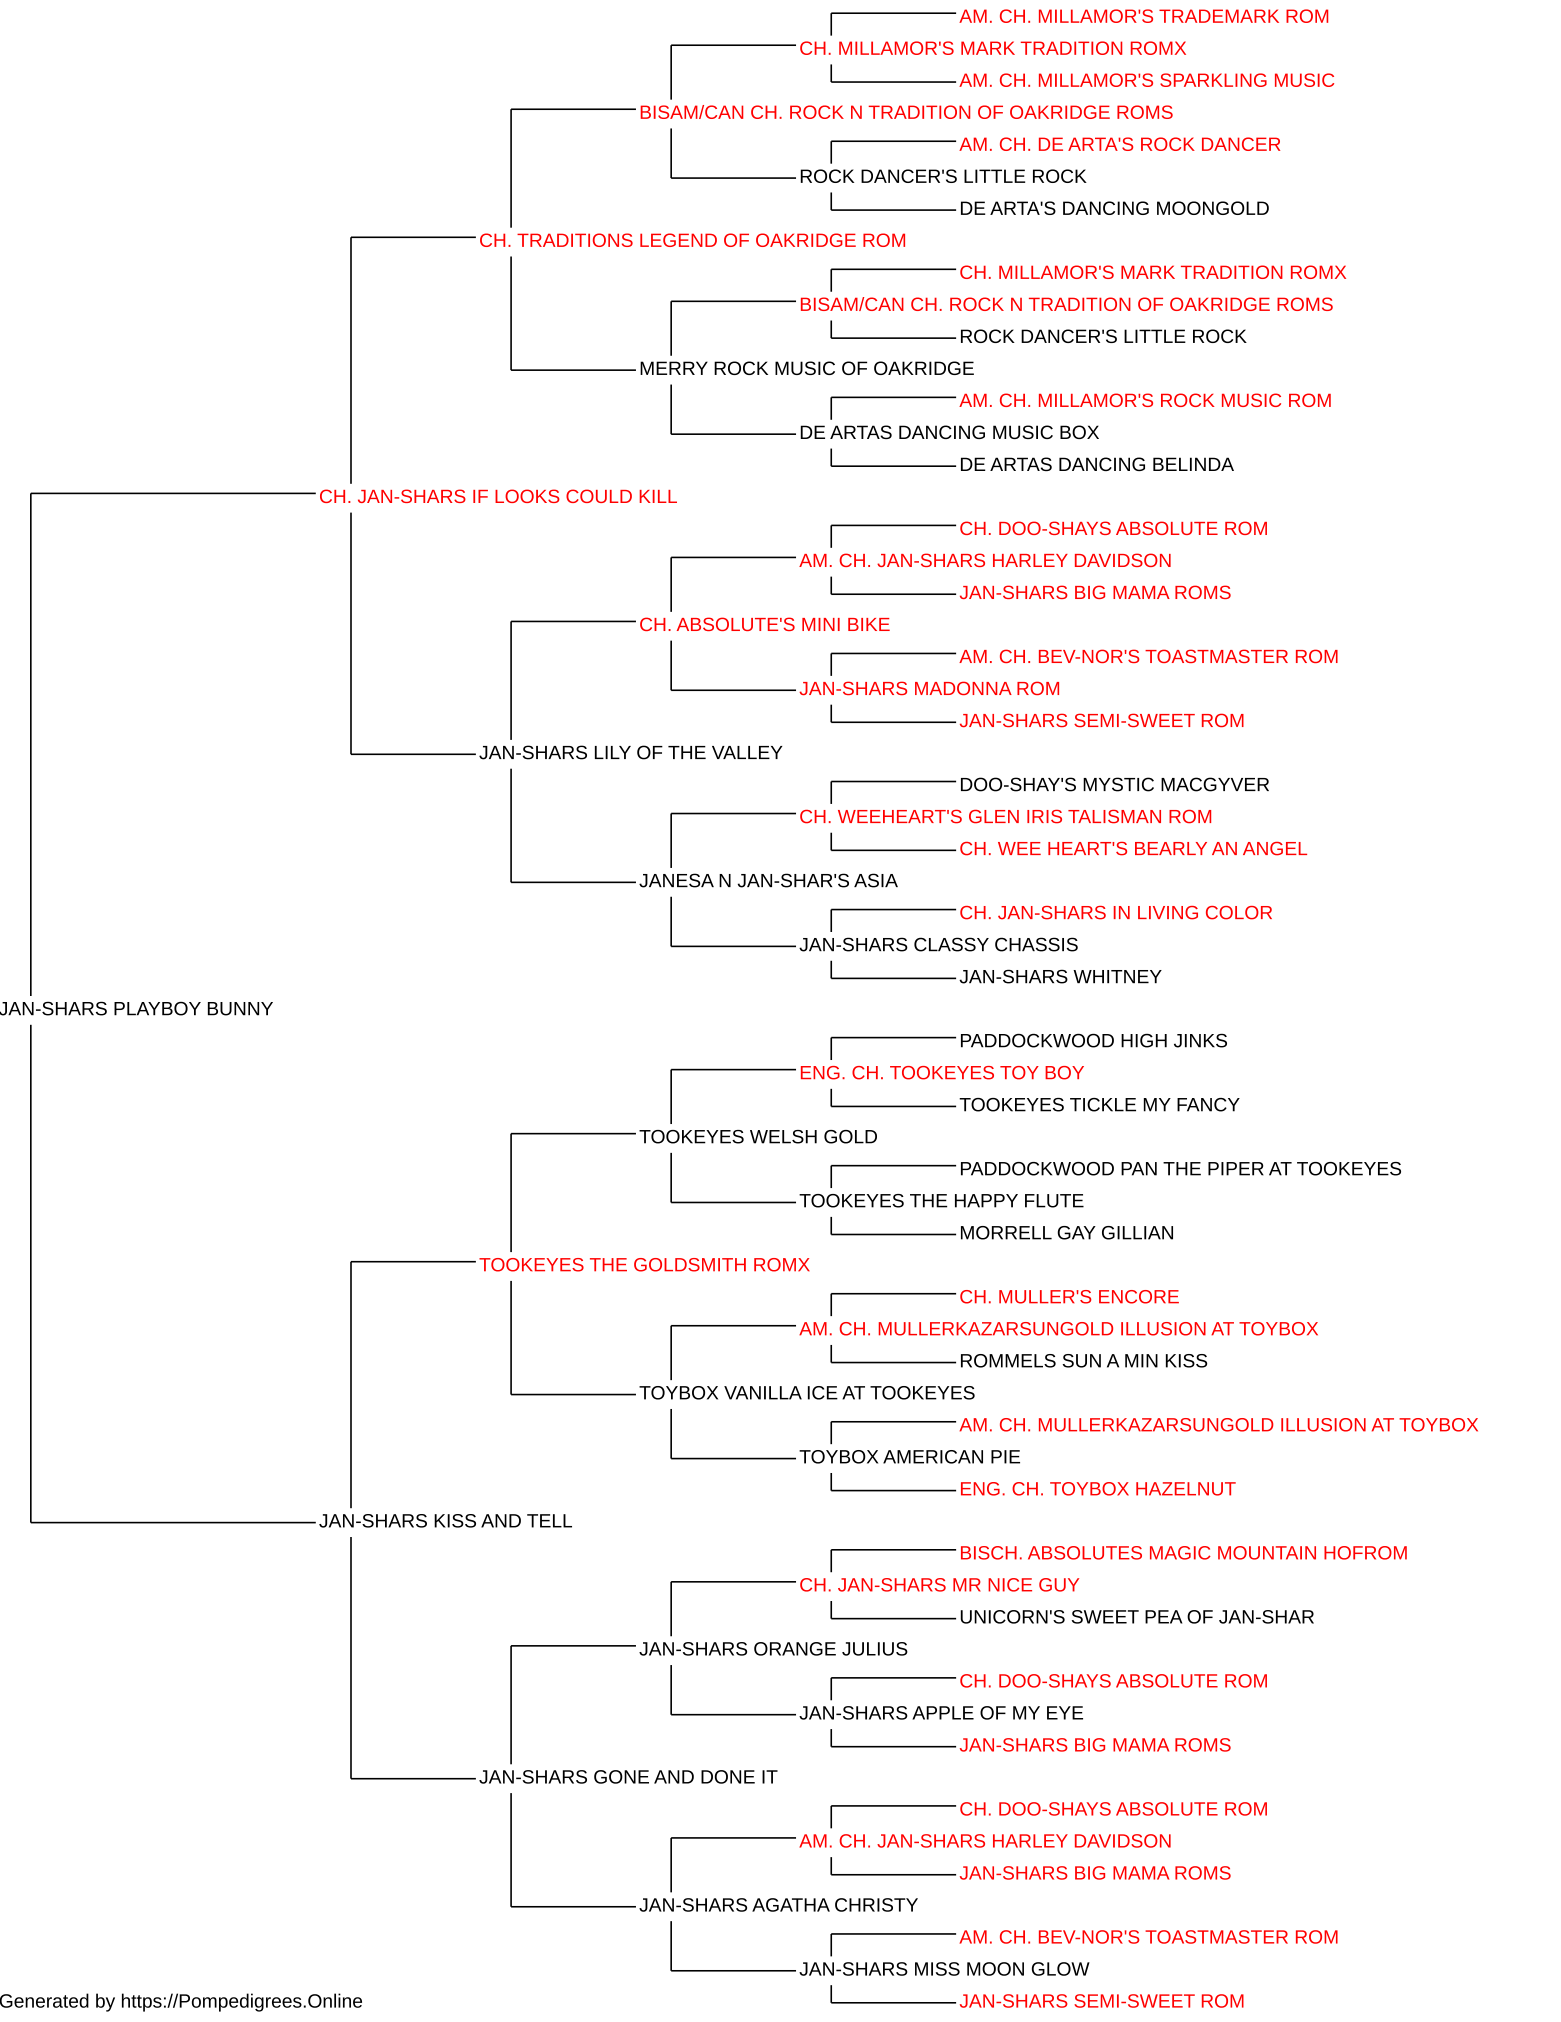 AM. CH. MILLAMOR'S TRADEMARK ROM
CH. MILLAMOR'S MARK TRADITION ROMX
AM. CH. MILLAMOR'S SPARKLING MUSIC
BISAM/CAN CH. ROCK N TRADITION OF OAKRIDGE ROMS
AM. CH. DE ARTA'S ROCK DANCER
ROCK DANCER'S LITTLE ROCK
DE ARTA'S DANCING MOONGOLD
CH. TRADITIONS LEGEND OF OAKRIDGE ROM
CH. MILLAMOR'S MARK TRADITION ROMX
BISAM/CAN CH. ROCK N TRADITION OF OAKRIDGE ROMS
ROCK DANCER'S LITTLE ROCK
MERRY ROCK MUSIC OF OAKRIDGE
AM. CH. MILLAMOR'S ROCK MUSIC ROM
DE ARTAS DANCING MUSIC BOX
DE ARTAS DANCING BELINDA
CH. JAN-SHARS IF LOOKS COULD KILL
CH. DOO-SHAYS ABSOLUTE ROM
AM. CH. JAN-SHARS HARLEY DAVIDSON
JAN-SHARS BIG MAMA ROMS
CH. ABSOLUTE'S MINI BIKE
AM. CH. BEV-NOR'S TOASTMASTER ROM
JAN-SHARS MADONNA ROM
JAN-SHARS SEMI-SWEET ROM
JAN-SHARS LILY OF THE VALLEY
DOO-SHAY'S MYSTIC MACGYVER
CH. WEEHEART'S GLEN IRIS TALISMAN ROM
CH. WEE HEART'S BEARLY AN ANGEL
JANESA N JAN-SHAR'S ASIA
CH. JAN-SHARS IN LIVING COLOR
JAN-SHARS CLASSY CHASSIS
JAN-SHARS WHITNEY
JAN-SHARS PLAYBOY BUNNY
PADDOCKWOOD HIGH JINKS
ENG. CH. TOOKEYES TOY BOY
TOOKEYES TICKLE MY FANCY
TOOKEYES WELSH GOLD
PADDOCKWOOD PAN THE PIPER AT TOOKEYES
TOOKEYES THE HAPPY FLUTE
MORRELL GAY GILLIAN
TOOKEYES THE GOLDSMITH ROMX
CH. MULLER'S ENCORE
AM. CH. MULLERKAZARSUNGOLD ILLUSION AT TOYBOX
ROMMELS SUN A MIN KISS
TOYBOX VANILLA ICE AT TOOKEYES
AM. CH. MULLERKAZARSUNGOLD ILLUSION AT TOYBOX
TOYBOX AMERICAN PIE
ENG. CH. TOYBOX HAZELNUT
JAN-SHARS KISS AND TELL
BISCH. ABSOLUTES MAGIC MOUNTAIN HOFROM
CH. JAN-SHARS MR NICE GUY
UNICORN'S SWEET PEA OF JAN-SHAR
JAN-SHARS ORANGE JULIUS
CH. DOO-SHAYS ABSOLUTE ROM
JAN-SHARS APPLE OF MY EYE
JAN-SHARS BIG MAMA ROMS
JAN-SHARS GONE AND DONE IT
CH. DOO-SHAYS ABSOLUTE ROM
AM. CH. JAN-SHARS HARLEY DAVIDSON
JAN-SHARS BIG MAMA ROMS
JAN-SHARS AGATHA CHRISTY
AM. CH. BEV-NOR'S TOASTMASTER ROM
JAN-SHARS MISS MOON GLOW
JAN-SHARS SEMI-SWEET ROM
Generated by https://Pompedigrees.Online